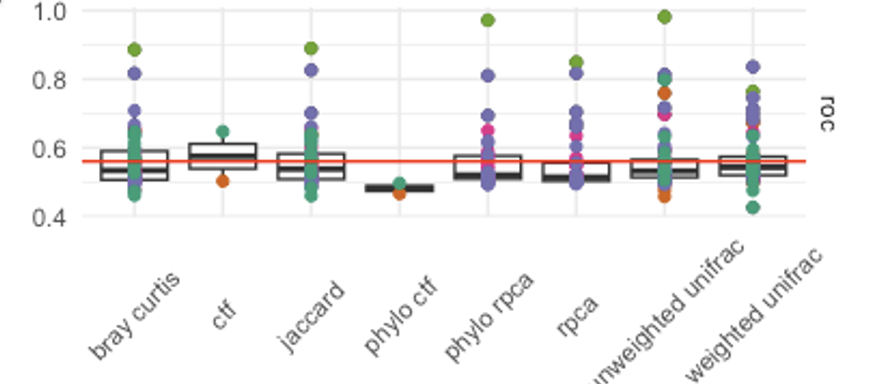 1.0
0.8
0.6
0.4
roc
bray curtis
ctf
jaccard
phylo ctf
phylo rpca
rpca
unweighted unifrac
weighted unifrac